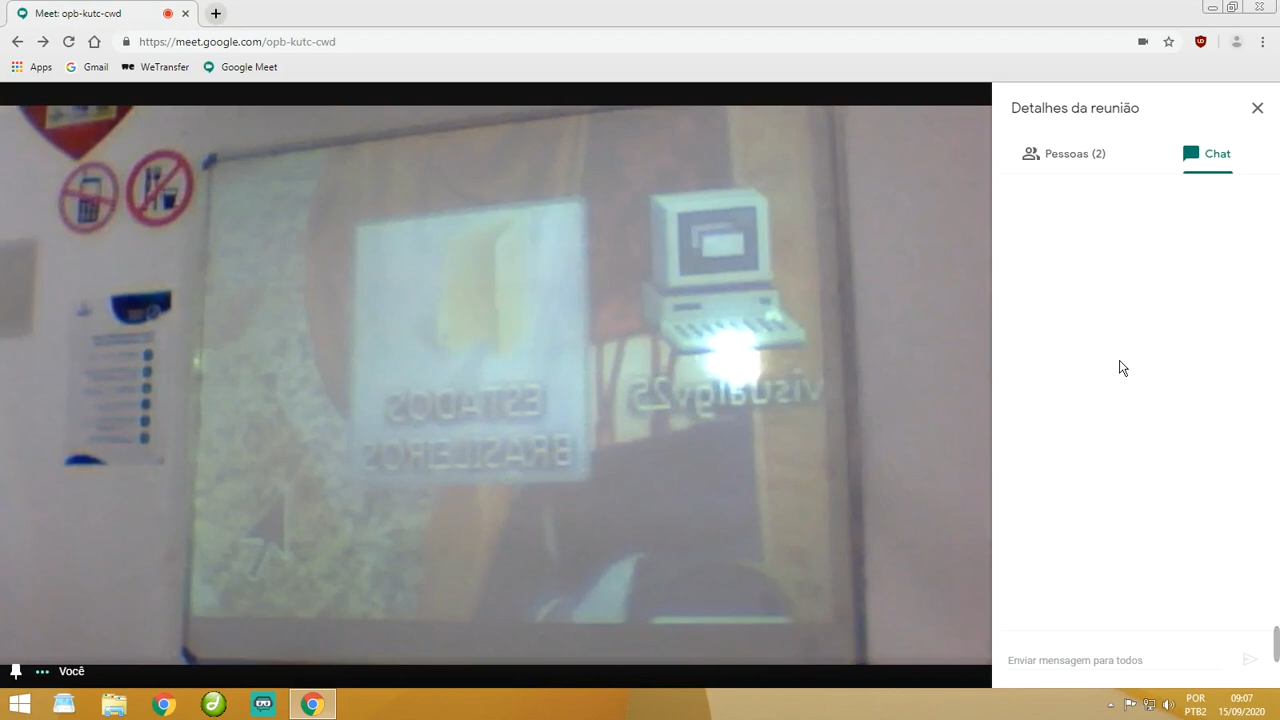 Meet: opb-kutc-cwd
https://meet.google.com/opb-kutc-cwd
Apps
Gmail
WeTransfer
Google Meet
Detalhes da reunião
Pessoas (2)
Chat
ESTADOS
BRASILEIROS
visualgv25
Você
Enviar mensagem para todos
POR
PTB2
09:07
15/09/2020